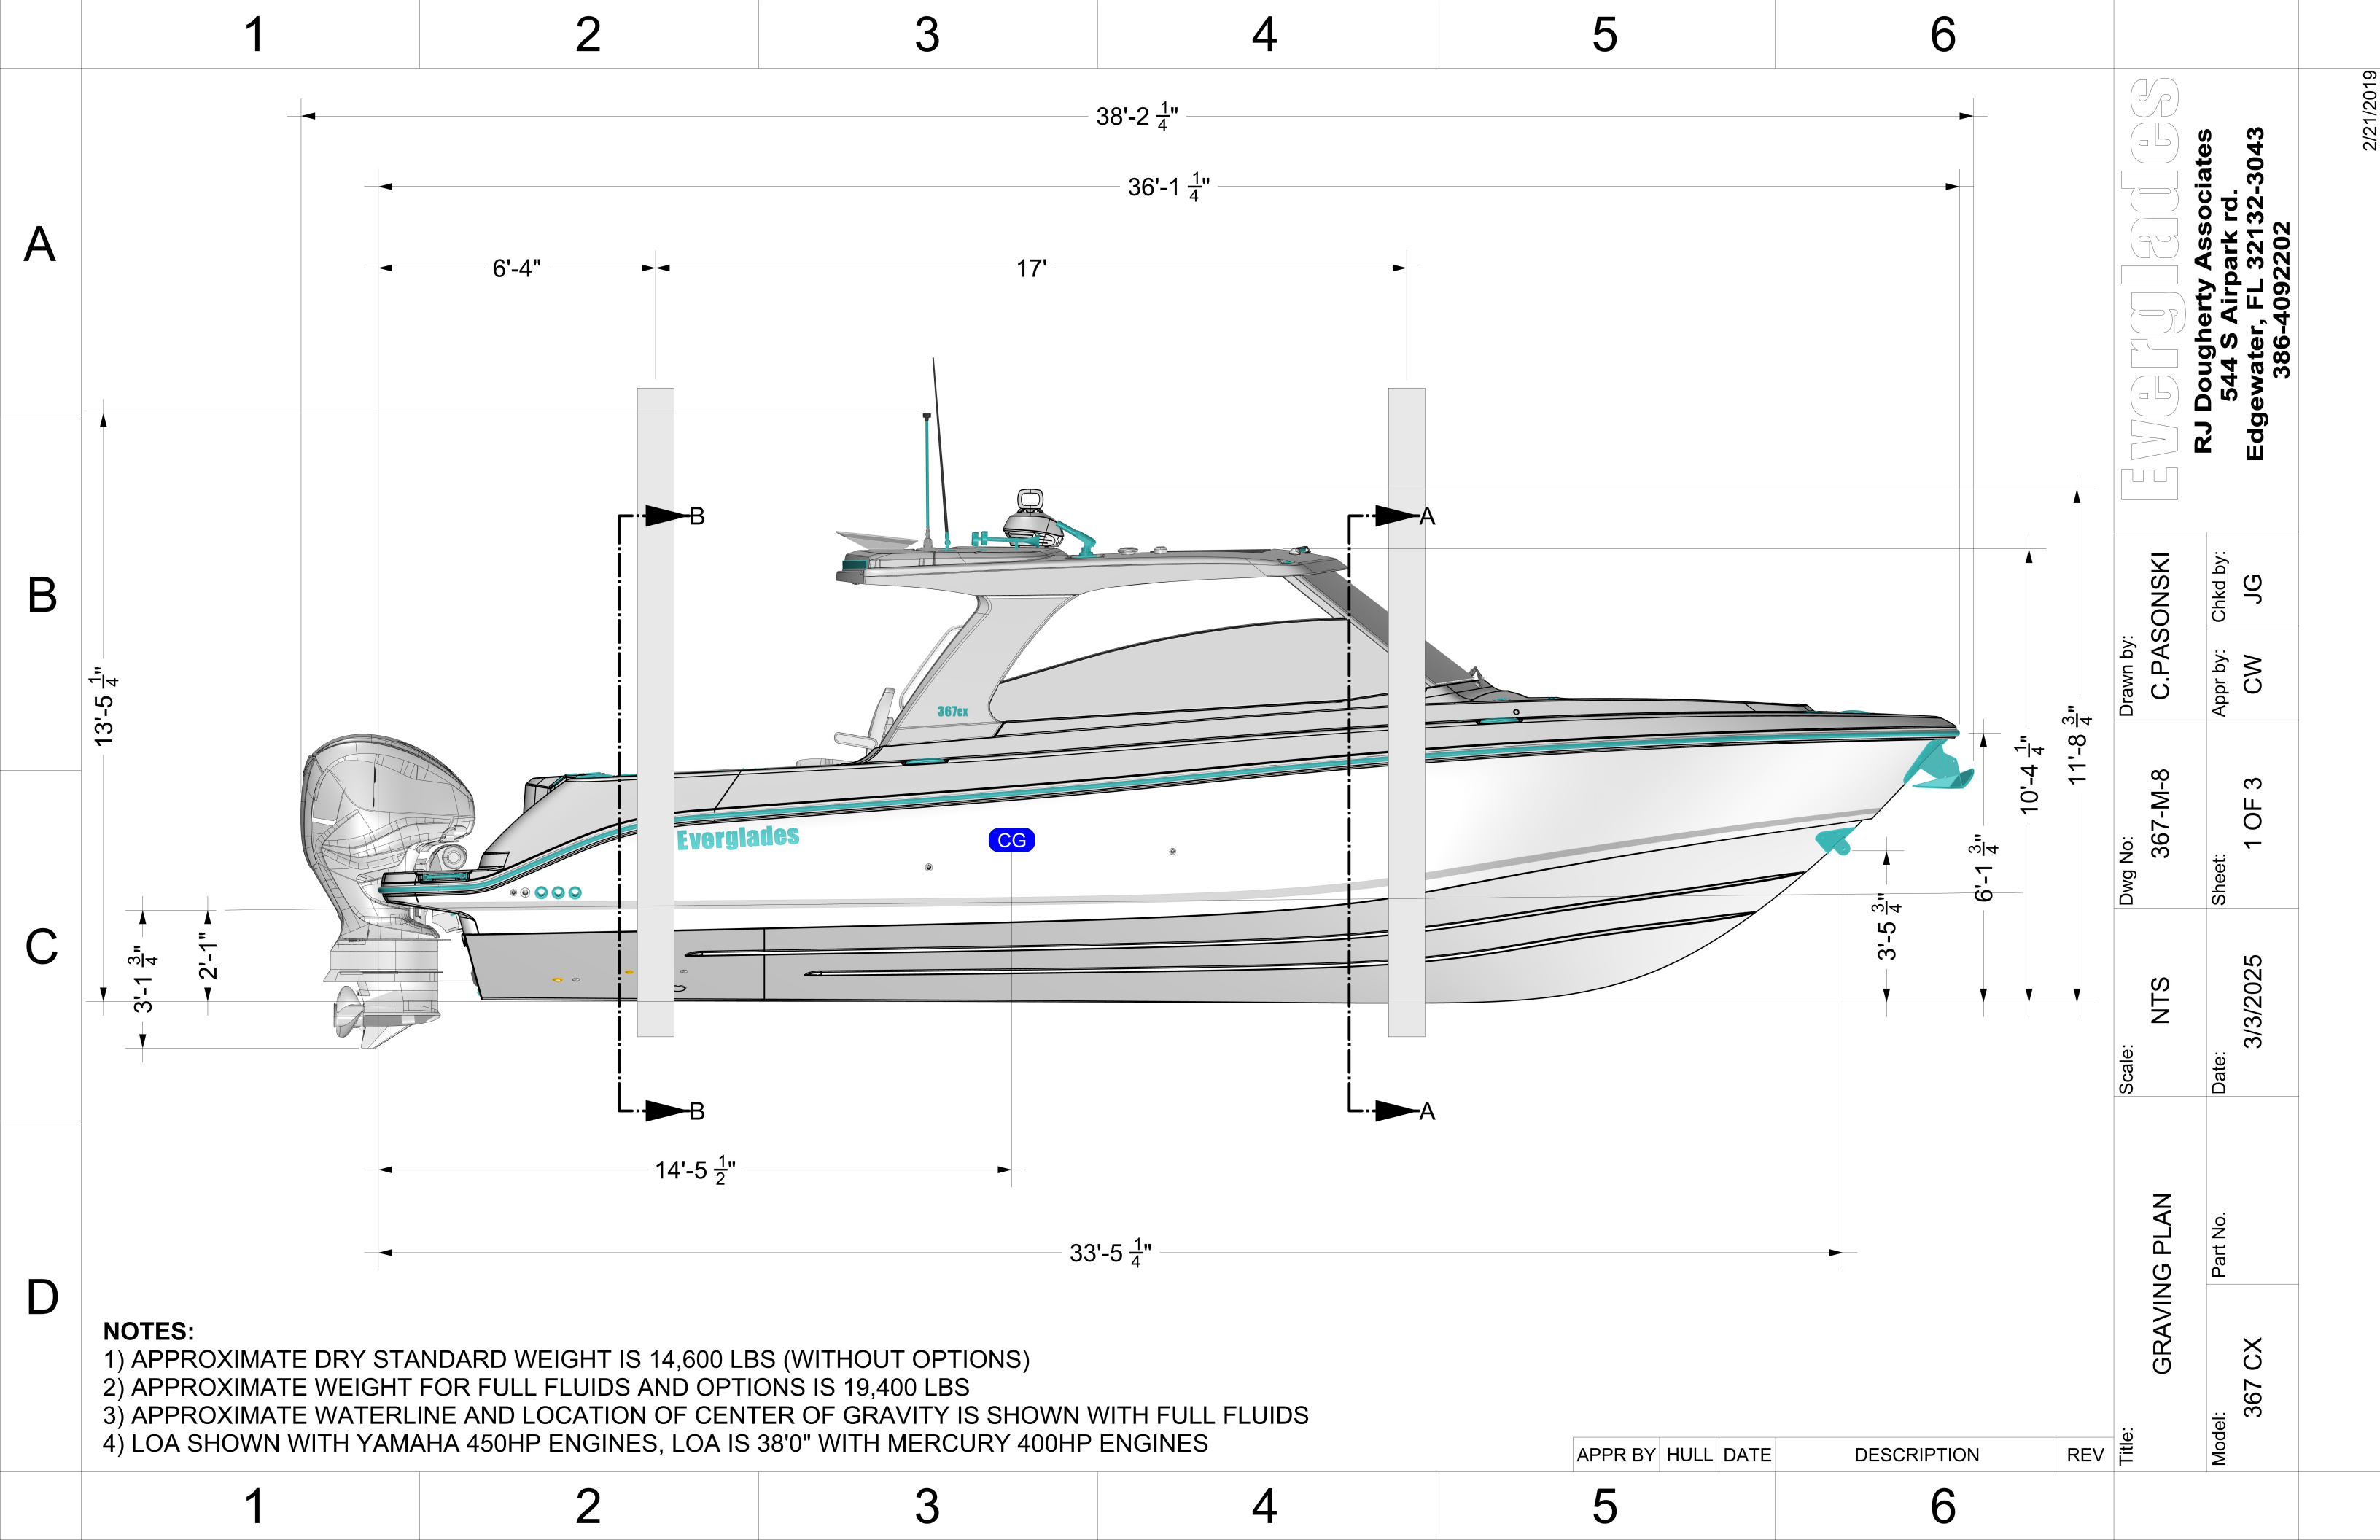 1 2 3 4 5 6
2/21/2019
38'-2 1/4"
36'-1 1/4"
6'-4" 17'
A
B
C
D
13'-5 1/4"
3'-1 3/4"
2'-1"
B A
367CX
Everglades
CG
3'-5 3/4"
6'-1 3/4"
10'-4 1/4"
11'-8 3/4"
B A
14'-5 1/2"
33'-5 1/4"
NOTES:
1) APPROXIMATE DRY STANDARD WEIGHT IS 14,600 LBS (WITHOUT OPTIONS)
2) APPROXIMATE WEIGHT FOR FULL FLUIDS AND OPTIONS IS 19,400 LBS
3) APPROXIMATE WATERLINE AND LOCATION OF CENTER OF GRAVITY IS SHOWN WITH FULL FLUIDS
4) LOA SHOWN WITH YAMAHA 450HP ENGINES, LOA IS 38'0" WITH MERCURY 400HP ENGINES
APPR BY HULL DATE DESCRIPTION REV
Everglades
RJ Dougherty Associates
544 S Airpark rd.
Edgewater, FL 32132-3043
386-4092202
Drawn by:
C.PASONSKI
Chkd by:
JG
Appr by:
CW
Dwg No:
367-M-8
Sheet:
1 OF 3
Scale:
NTS
Date:
3/3/2025
Title:
GRAVING PLAN
Part No.
Model:
367 CX
1 2 3 4 5 6